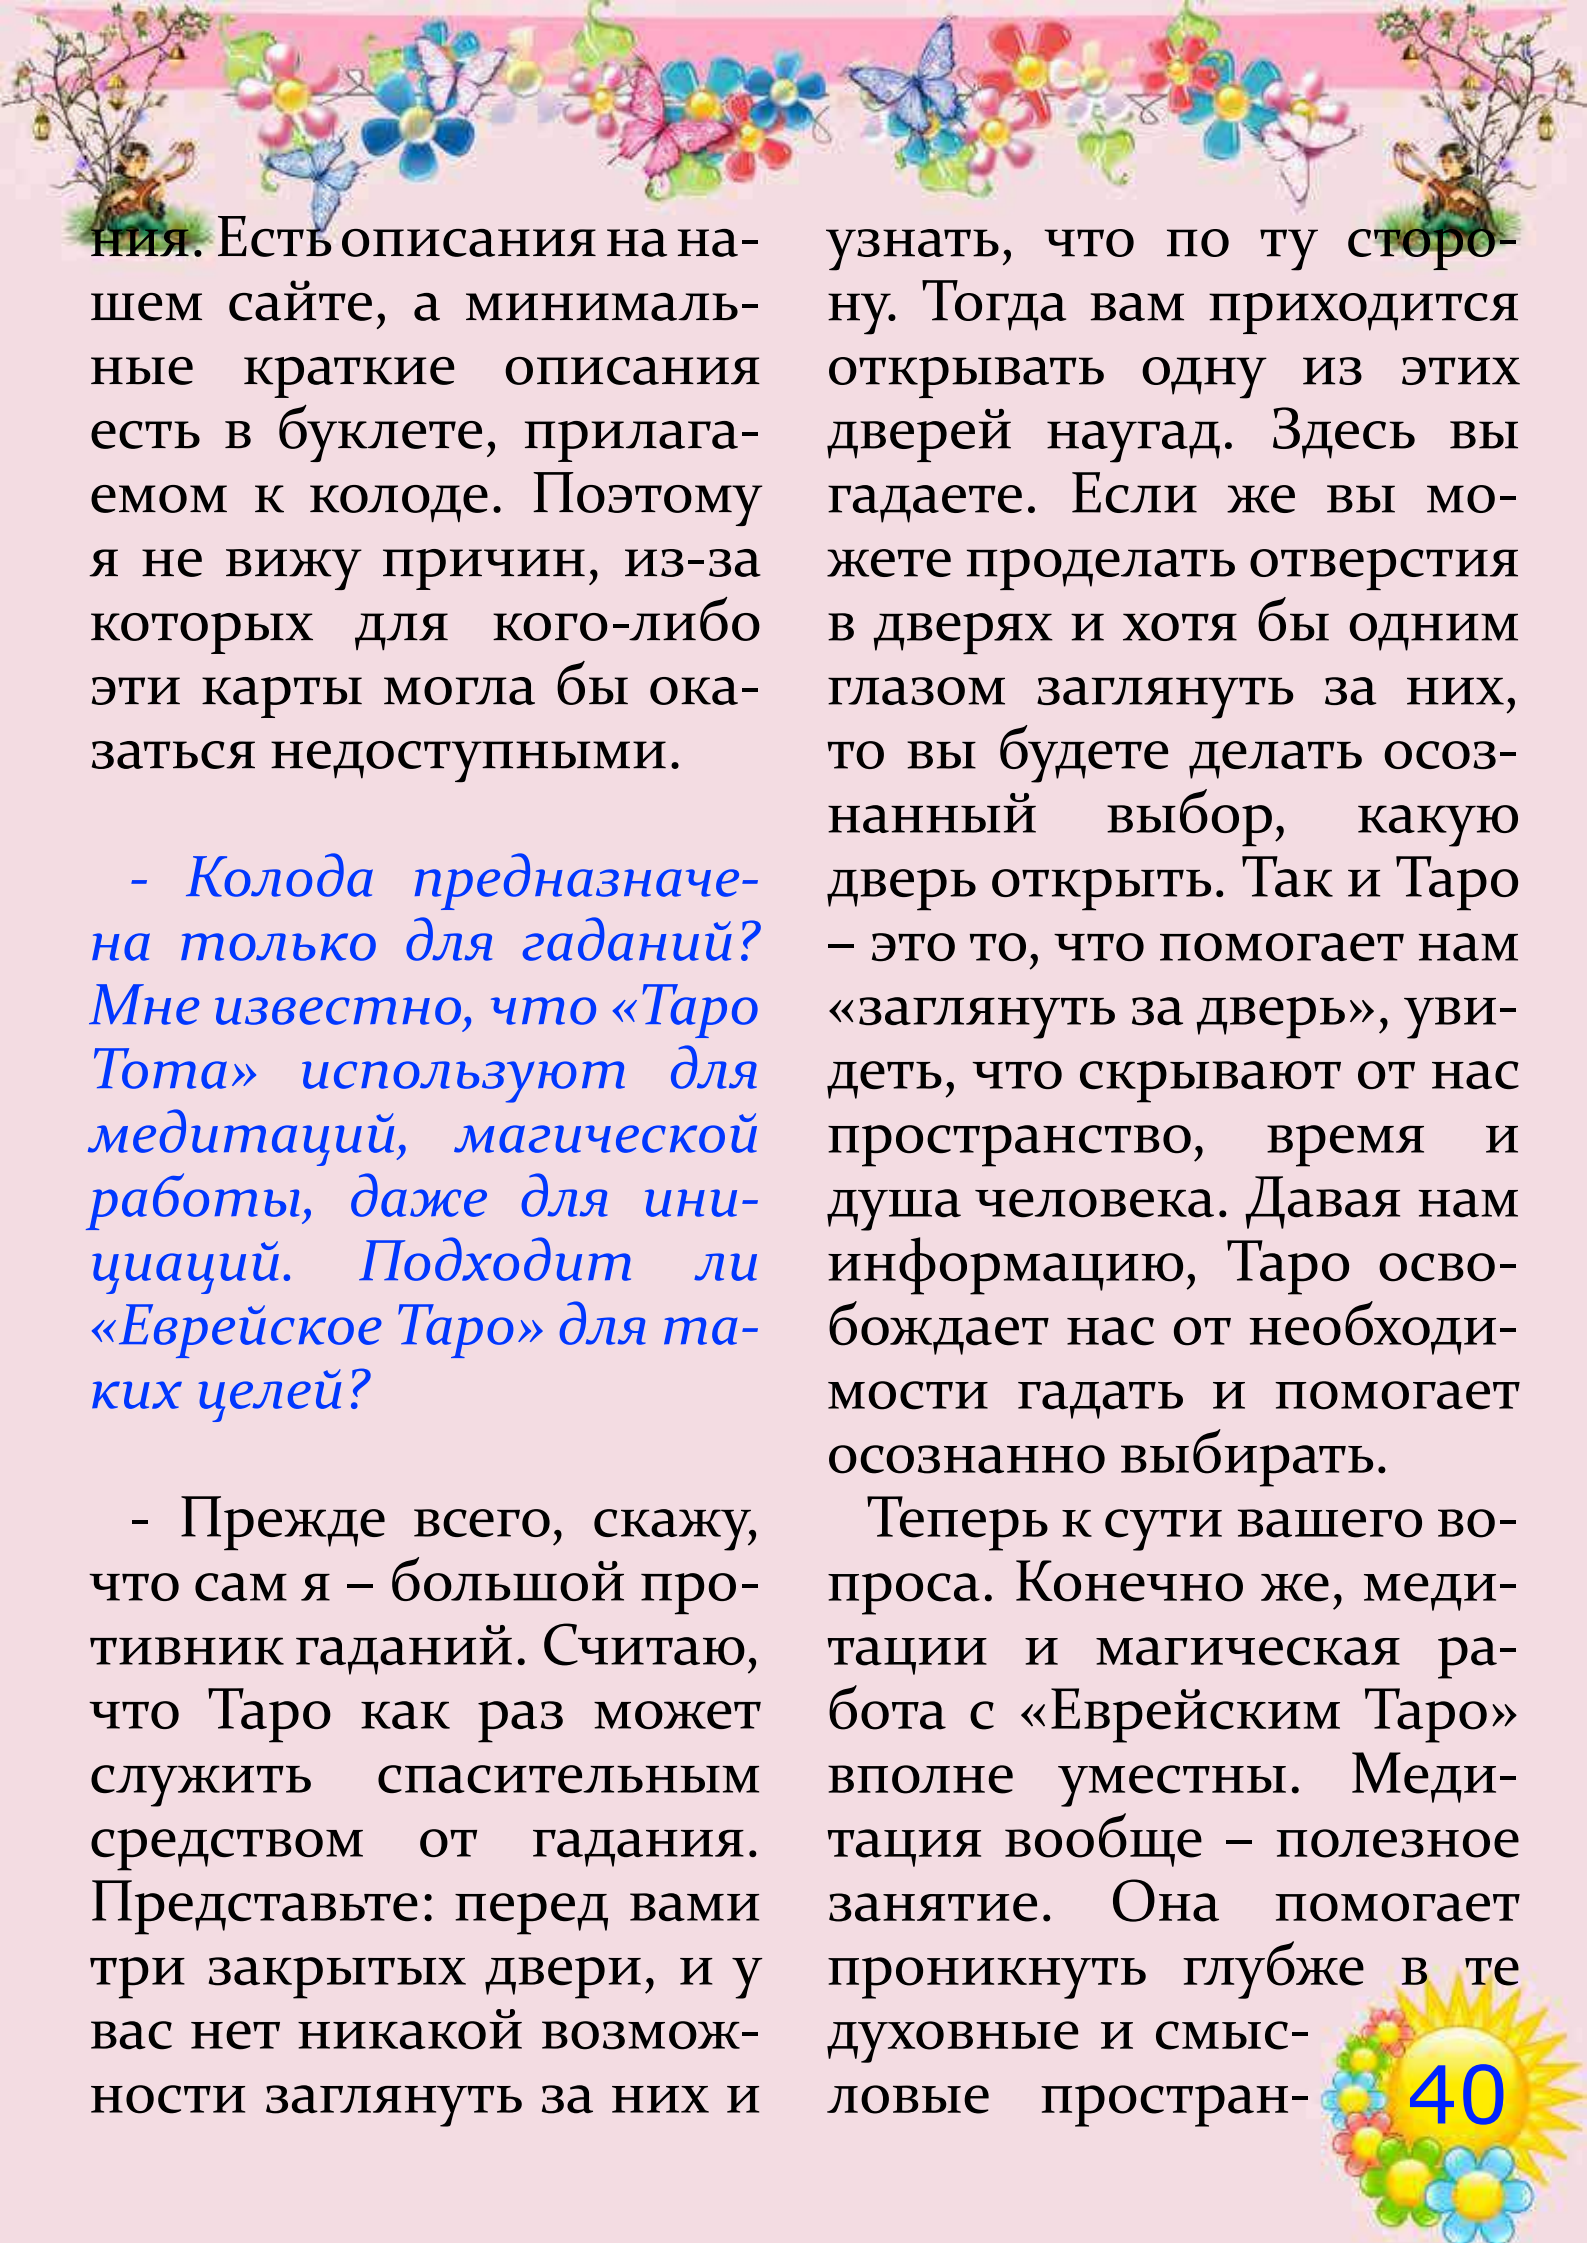 ния. Есть описания на на-
шем сайте, а минималь-
ные краткие описания
есть в буклете, прилага-
емом к колоде. Поэтому
я не вижу причин, из-за
которых для кого-либо
эти карты могла бы ока-
заться недоступными.
- Колода предназначе-
на только для гаданий?
Мне известно, что «Таро
Тота» используют для
медитаций, магической
работы, даже для ини-
циаций. Подходит ли
«Еврейское Таро» для та-
ких целей?
- Прежде всего, скажу,
что сам я – большой про-
тивник гаданий. Считаю,
что Таро как раз может
служить спасительным
средством от гадания.
Представьте: перед вами
три закрытых двери, и у
вас нет никакой возмож-
ности заглянуть за них и
узнать, что по ту сторо-
ну. Тогда вам приходится
открывать одну из этих
дверей наугад. Здесь вы
гадаете. Если же вы мо-
жете проделать отверстия
в дверях и хотя бы одним
глазом заглянуть за них,
то вы будете делать осоз-
нанный выбор, какую
дверь открыть. Так и Таро
– это то, что помогает нам
«заглянуть за дверь», уви-
деть, что скрывают от нас
пространство, время и
душа человека. Давая нам
информацию, Таро осво-
бождает нас от необходи-
мости гадать и помогает
осознанно выбирать.
Теперь к сути вашего во-
проса. Конечно же, меди-
тации и магическая ра-
бота с «Еврейским Таро»
вполне уместны. Меди-
тация вообще – полезное
занятие. Она помогает
проникнуть глубже в те
духовные и смыс-
ловые простран-
40